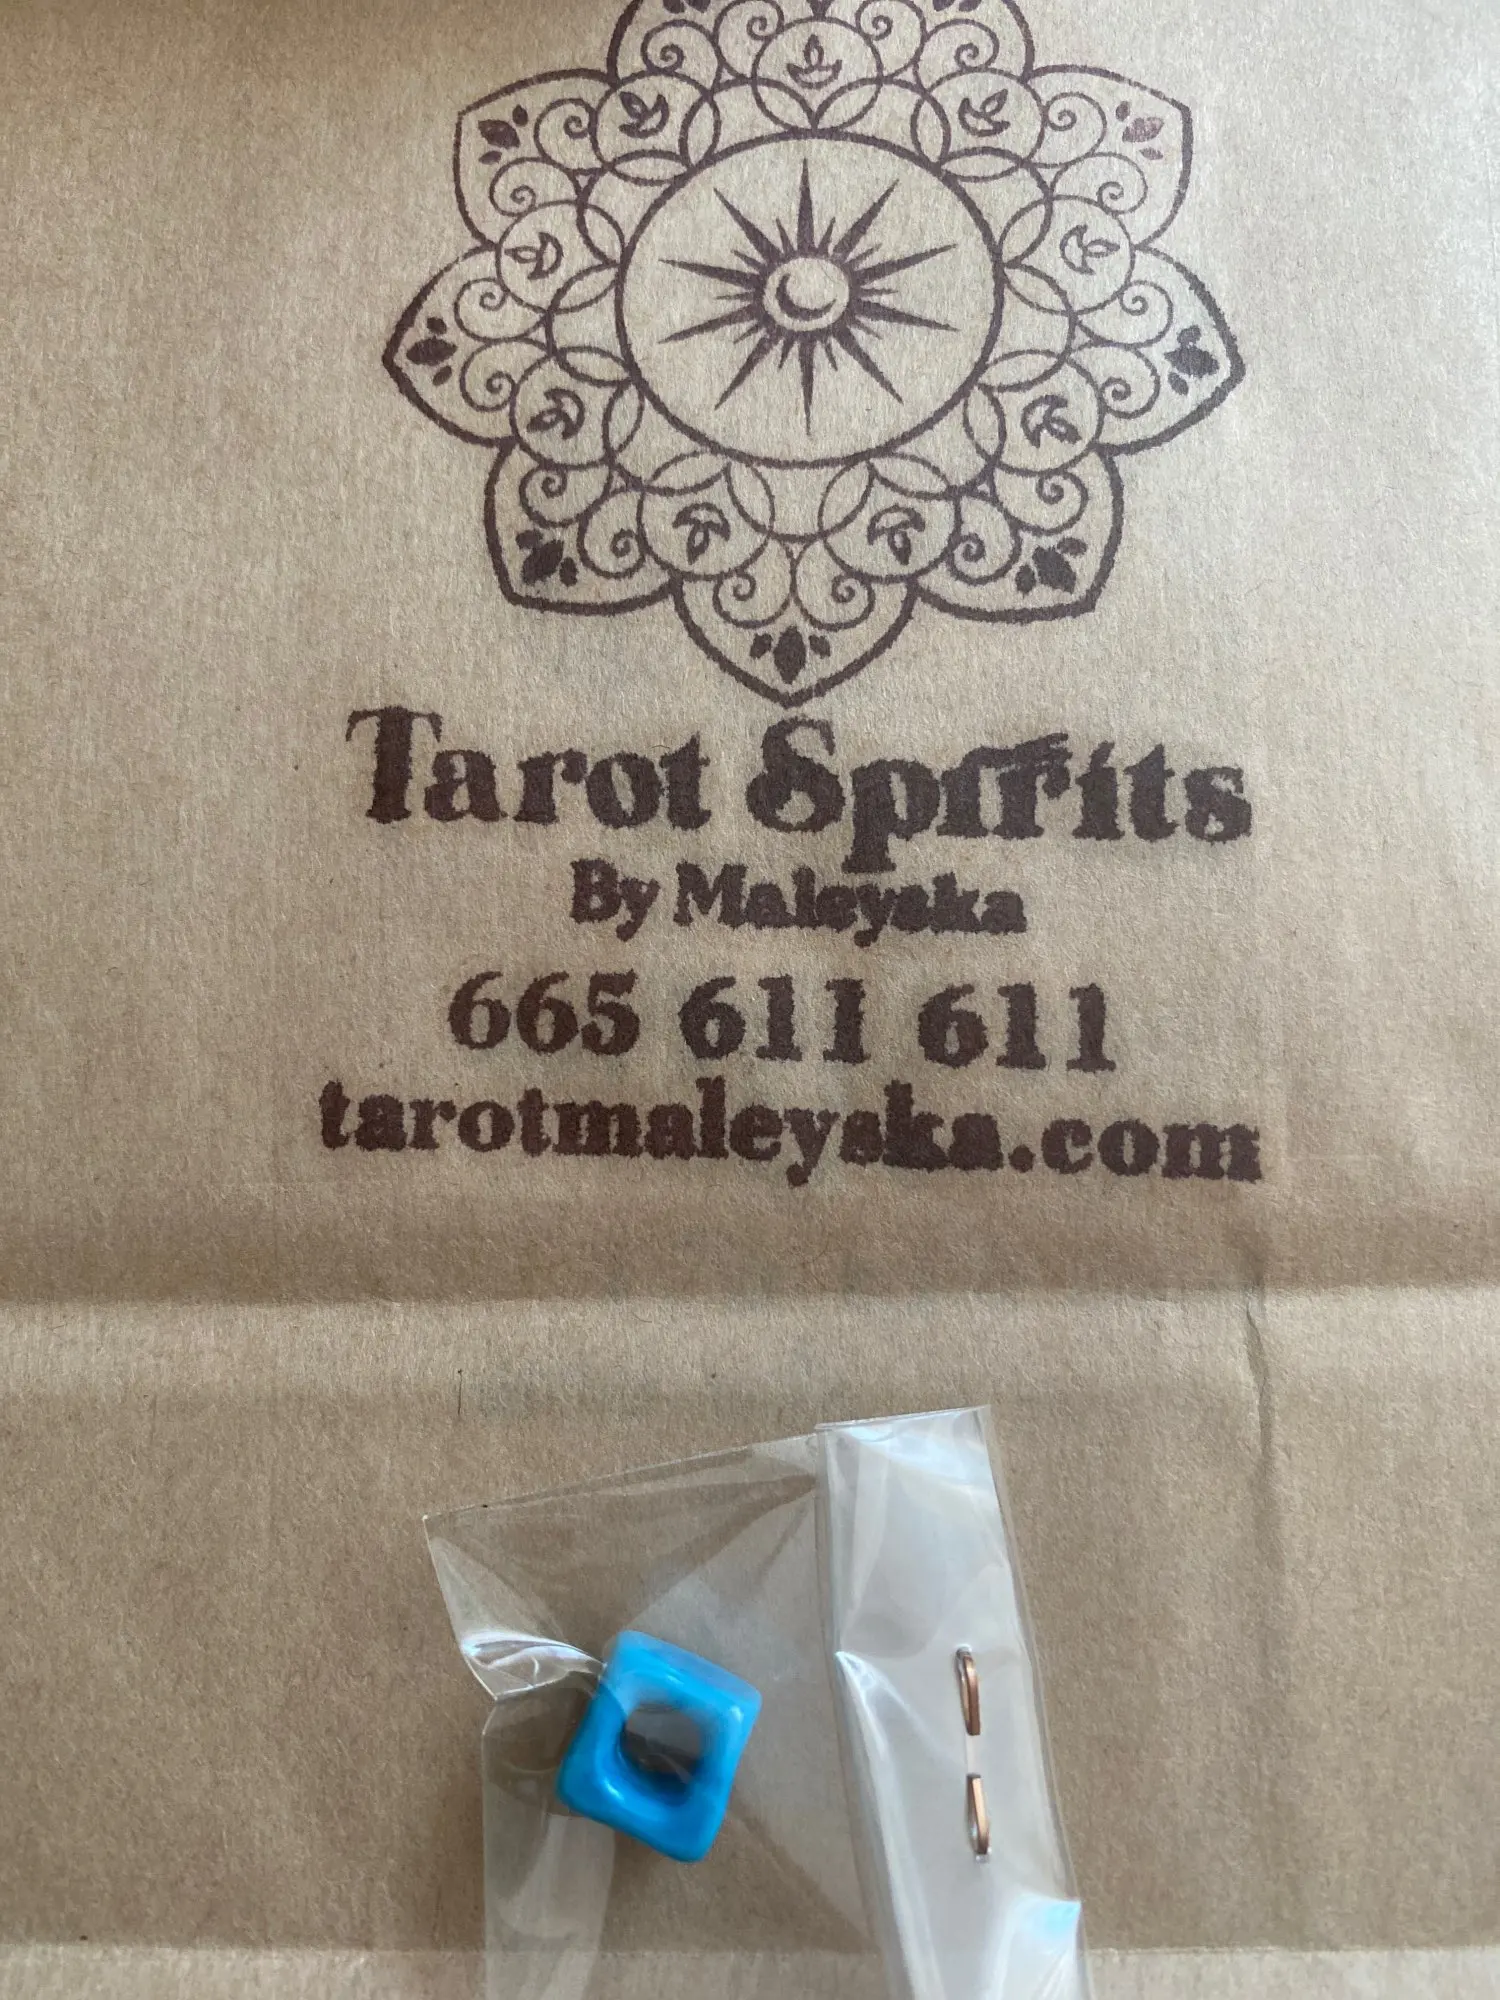 Tarot Spirits
By Maleyska
665 611 611
tarotmaleyska.com